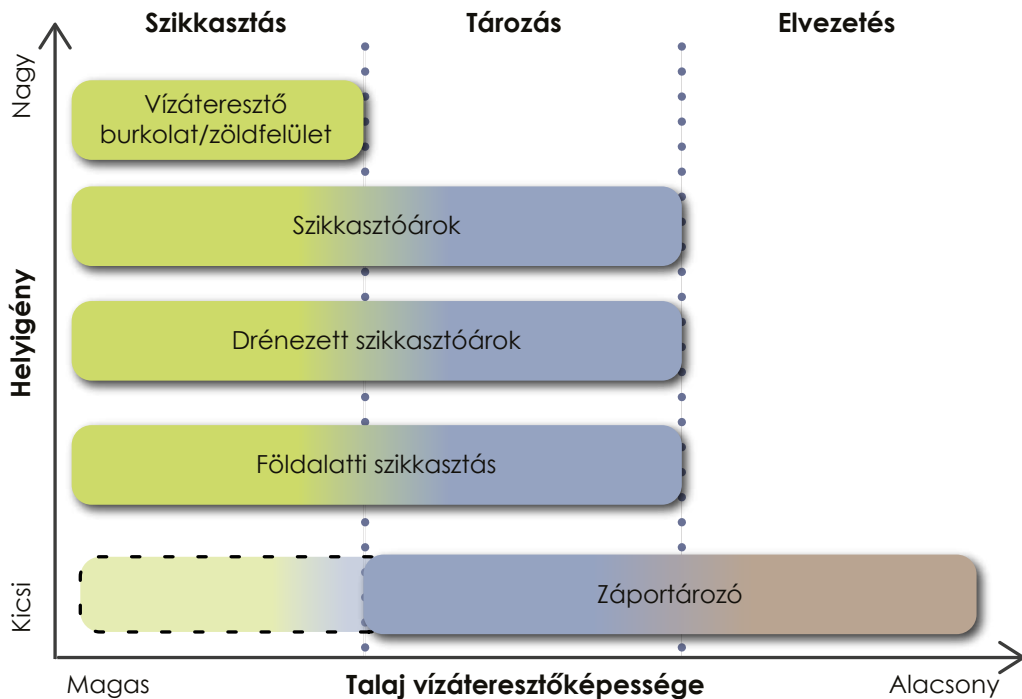 Szikkasztás
Tározás
Elvezetés
Nagy
Vízáteresztő
burkolat/zöldfelület
Szikkasztóárok
Helyigény
Drénezett szikkasztóárok
Földalatti szikkasztás
Záportározó
Kicsi
Magas
Talaj vízáteresztőképessége
Alacsony